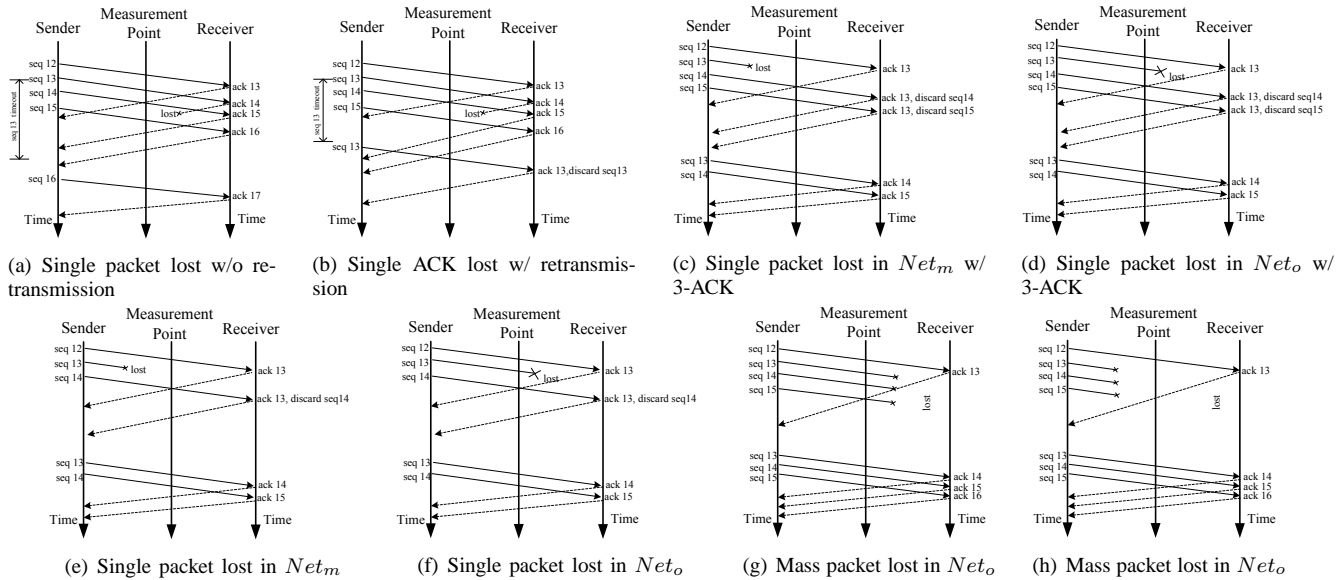 Measurement
Sender Point Receiver
seq 12
seq 13
seq 14
seq 15
seq 13 timeout
lost
ack 13
ack 14
ack 15
ack 16
seq 16
ack 17
Time
Time
(a) Single packet lost w/o re-
transmission
Measurement
Sender Point Receiver
seq 12
seq 13
seq 14
seq 15
seq 13 timeout
lost
ack 13
ack 14
ack 15
ack 16
seq 13
ack 13,discard seq13
Time
Time
(b) Single ACK lost w/ retransmis-
sion
Measurement
Sender Point Receiver
seq 12
seq 13
seq 14
seq 15
lost
ack 13
ack 13, discard seq14
ack 13, discard seq15
seq 13
seq 14
ack 14
ack 15
Time
Time
(c) Single packet lost in Net_m w/
3-ACK
Measurement
Sender Point Receiver
seq 12
seq 13
seq 14
seq 15
lost
ack 13
ack 13, discard seq14
ack 13, discard seq15
seq 13
seq 14
ack 14
ack 15
Time
Time
(d) Single packet lost in Net_o w/
3-ACK
Measurement
Sender Point Receiver
seq 12
seq 13
seq 14
lost
ack 13
ack 13, discard seq14
seq 13
seq 14
ack 14
ack 15
Time
Time
(e) Single packet lost in Net_m
Measurement
Sender Point Receiver
seq 12
seq 13
seq 14
lost
ack 13
ack 13, discard seq14
seq 13
seq 14
ack 14
ack 15
Time
Time
(f) Single packet lost in Net_o
Measurement
Sender Point Receiver
seq 12
seq 13
seq 14
seq 15
lost
ack 13
seq 13
seq 14
seq 15
ack 14
ack 15
ack 16
Time
Time
(g) Mass packet lost in Net_o
Measurement
Sender Point Receiver
seq 12
seq 13
seq 14
seq 15
lost
ack 13
seq 13
seq 14
seq 15
ack 14
ack 15
ack 16
Time
Time
(h) Mass packet lost in Net_o